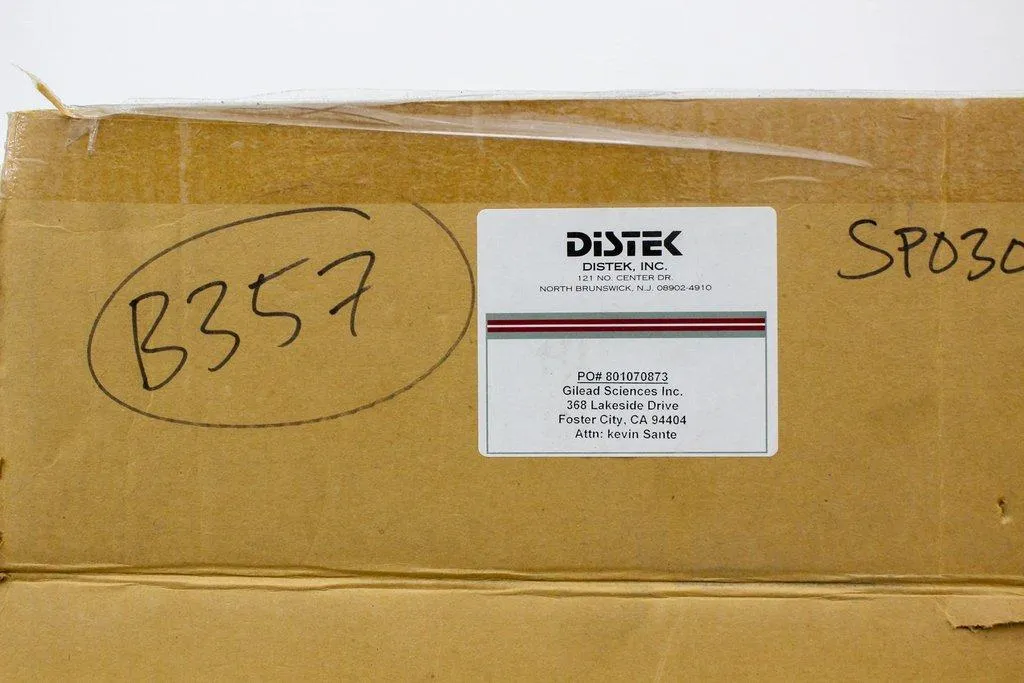 B357
DiSTEK
DISTEK, INC.
121 NO. CENTER DR.
NORTH BRUNSWICK, N.J. 08902-4910
PO# 801070873
Gilead Sciences Inc.
368 Lakeside Drive
Foster City, CA 94404
Attn: kevin Sante
SP030